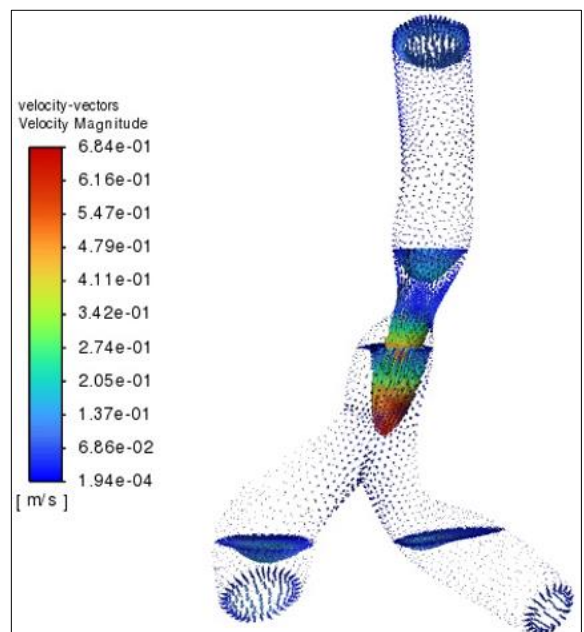 velocity-vectors
Velocity Magnitude
6.84e-01
6.16e-01
5.47e-01
4.79e-01
4.11e-01
3.42e-01
2.74e-01
2.05e-01
1.37e-01
6.86e-02
1.94e-04
[ m/s ]